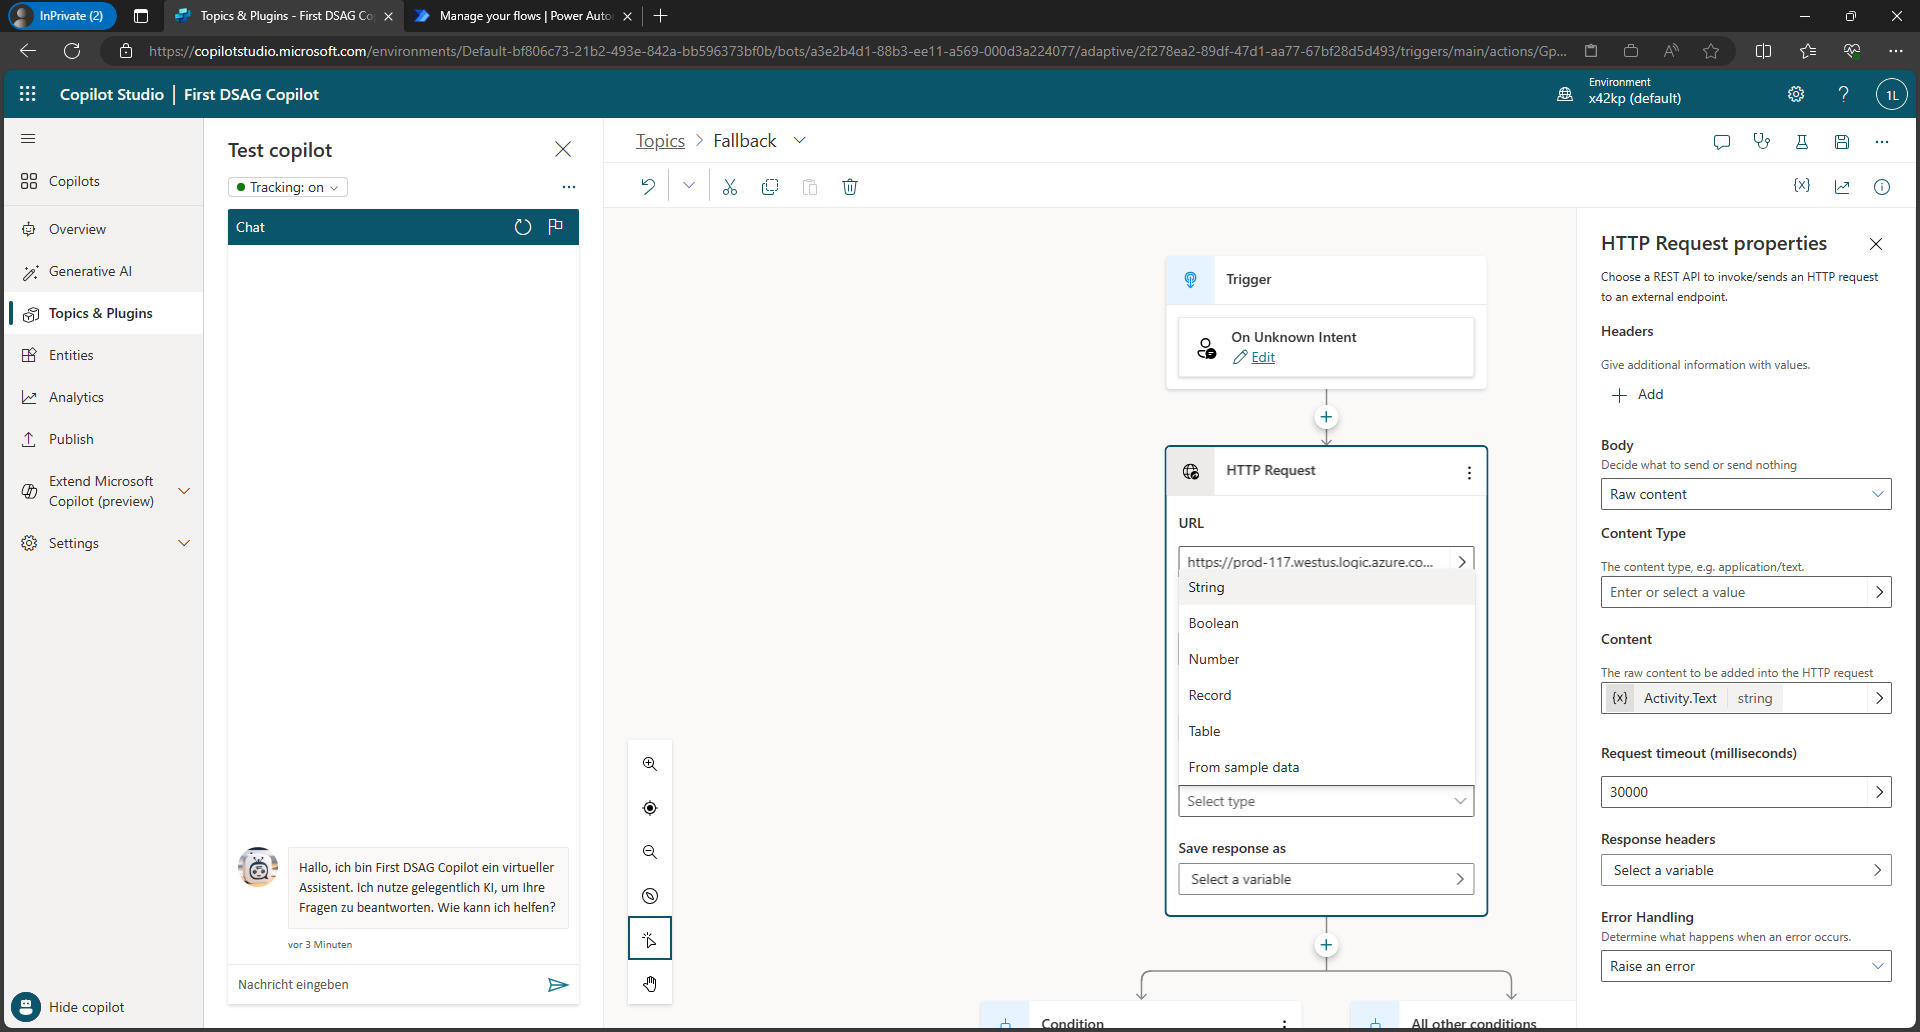 InPrivate (2)
Topics & Plugins - First DSAG Co
Manage your flows | Power Auto
https://copilotstudio.microsoft.com/environments/Default-bf806c73-21b2-493e-842a-bb596373bf0b/bots/a3e2b4d1-88b3-ee11-a569-000d3a224077/adaptive/2f278ea2-89df-47d1-aa77-67bf28d5d493/triggers/main/actions/Gp...
Copilot Studio | First DSAG Copilot
Environment
x42kp (default)
?
1L
Copilots
Overview
Generative AI
Topics & Plugins
Entities
Analytics
Publish
Extend Microsoft
Copilot (preview)
Settings
Hide copilot
Test copilot
Tracking: on
Chat
Hallo, ich bin First DSAG Copilot ein virtueller
Assistent. Ich nutze gelegentlich KI, um Ihre
Fragen zu beantworten. Wie kann ich helfen?
vor 3 Minuten
Nachricht eingeben
Topics > Fallback
{x}
Trigger
On Unknown Intent
Edit
HTTP Request
URL
https://prod-117.westus.logic.azure.co...
String
Boolean
Number
Record
Table
From sample data
Select type
Save response as
Select a variable
Condition
All other conditions
HTTP Request properties
Choose a REST API to invoke/sends an HTTP request
to an external endpoint.
Headers
Give additional information with values.
Add
Body
Decide what to send or send nothing
Raw content
Content Type
The content type, e.g. application/text.
Enter or select a value
Content
The raw content to be added into the HTTP request
{x} Activity.Text string
Request timeout (milliseconds)
30000
Response headers
Select a variable
Error Handling
Determine what happens when an error occurs.
Raise an error